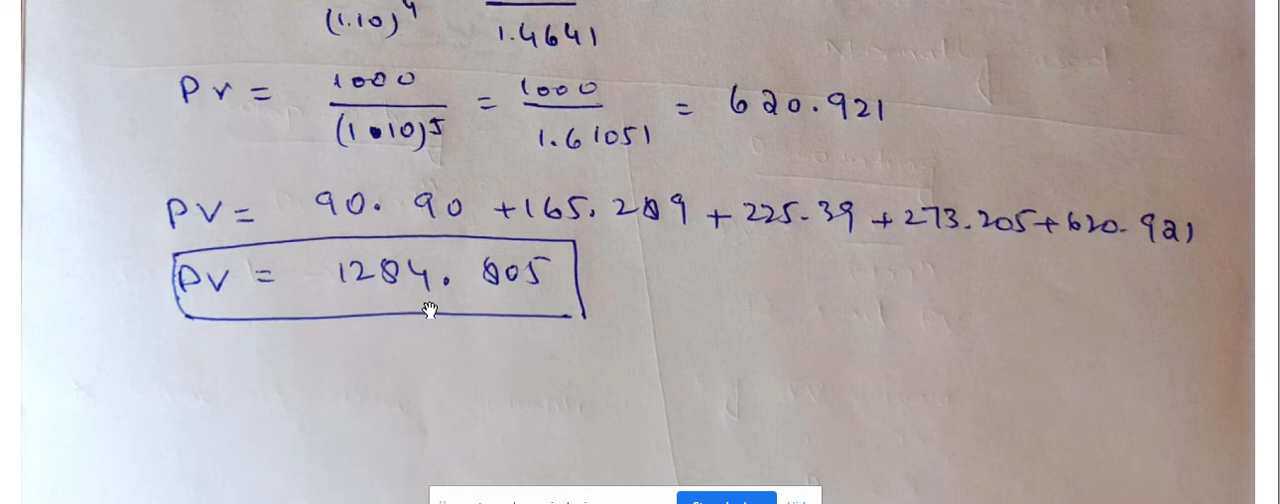 (1.10)⁴ 1.4641
PV = 1000 / (1.10)⁵ = 1000 / 1.61051 = 620.921
PV = 90.90 + 165.289 + 225.39 + 273.205 + 620.921
PV = 1284.805